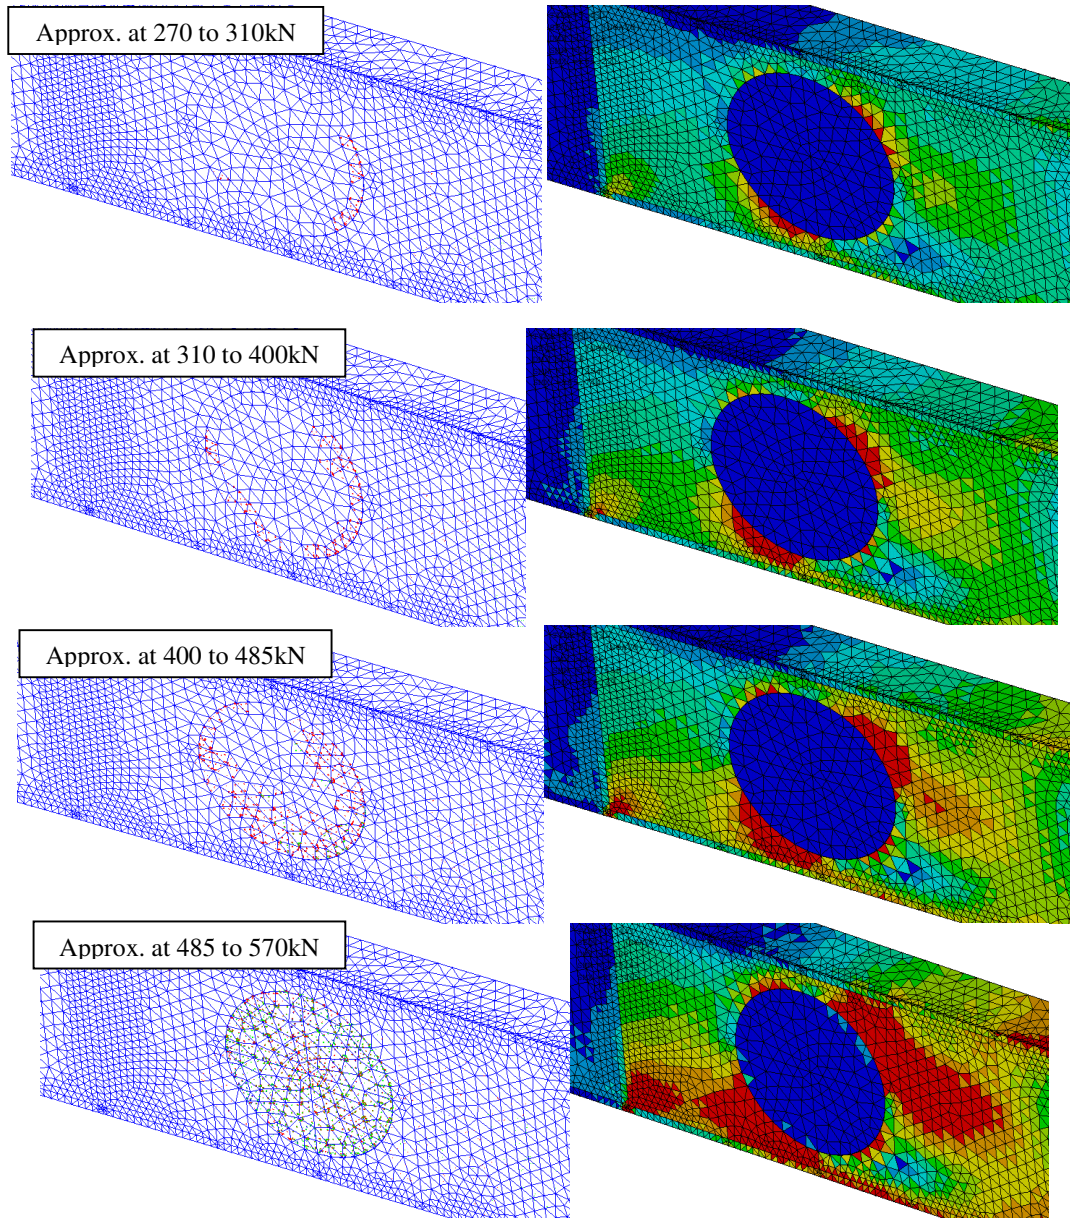 Approx. at 270 to 310kN
Approx. at 310 to 400kN
Approx. at 400 to 485kN
Approx. at 485 to 570kN